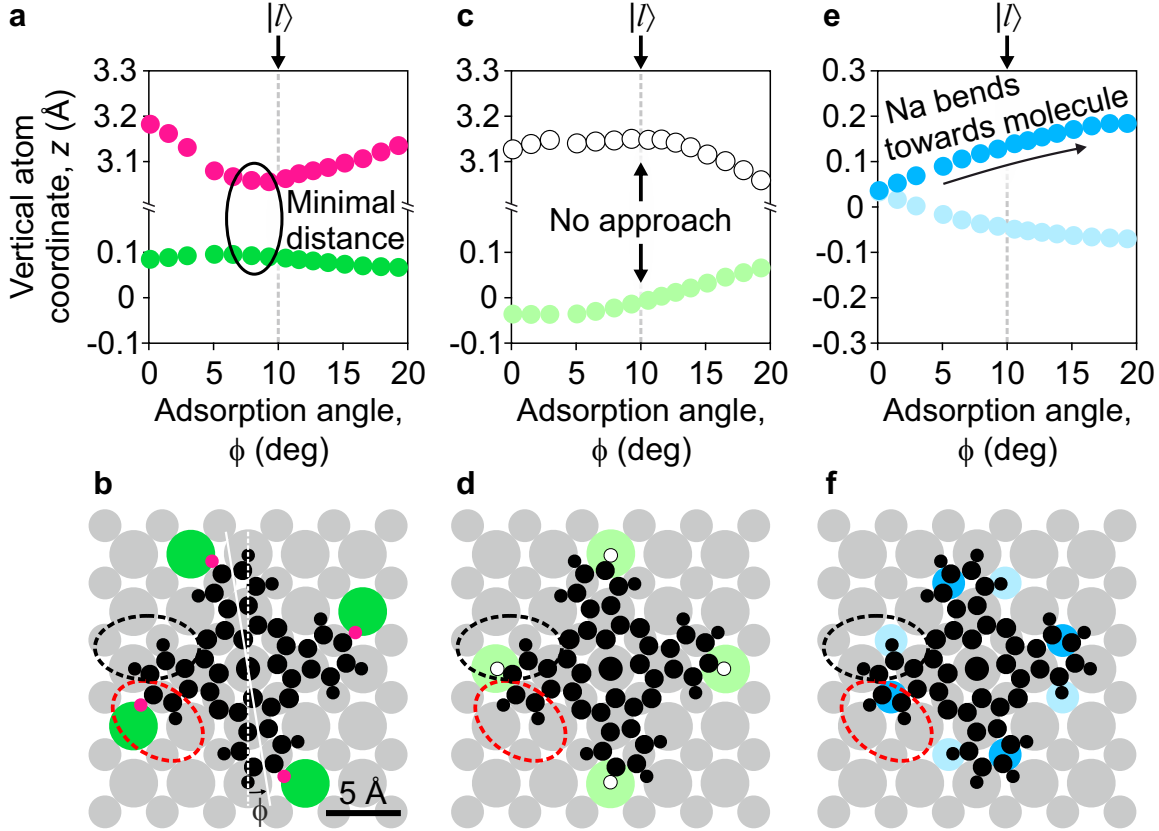 a
|l⟩
c
|l⟩
e
|l⟩
Vertical atom
coordinate, z (Å)
3.3
3.2
3.1
0.1
0
-0.1
Minimal
distance
0 5 10 15 20
Adsorption angle,
ϕ (deg)
3.3
3.2
3.1
0.1
0
-0.1
No approach
0 5 10 15 20
Adsorption angle,
ϕ (deg)
0.3
0.2
0.1
0
-0.1
-0.2
-0.3
Na bends
towards molecule
0 5 10 15 20
Adsorption angle,
ϕ (deg)
b
d
f
ϕ
5 Å